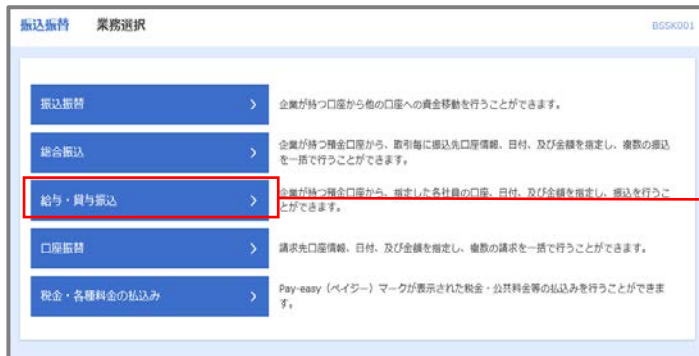 振込振替 業務選択 BSSK001
振込振替 企業が持つ口座から他の口座への資金移動を行うことができます。
総合振込 企業が持つ預金口座から、取引毎に振込先口座情報、日付、及び金額を指定し、複数の振込
を一括で行うことができます。
給与・賞与振込 企業が持つ預金口座から、指定した各社員の口座、日付、及び金額を指定し、振込を行うこ
とができます。
口座振替 請求先口座情報、日付、及び金額を指定し、複数の請求を一括で行うことができます。
税金・各種料金の払込み Pay-easy（ペイジー）マークが表示された税金・公共料金等の払込みを行うことができま
す。